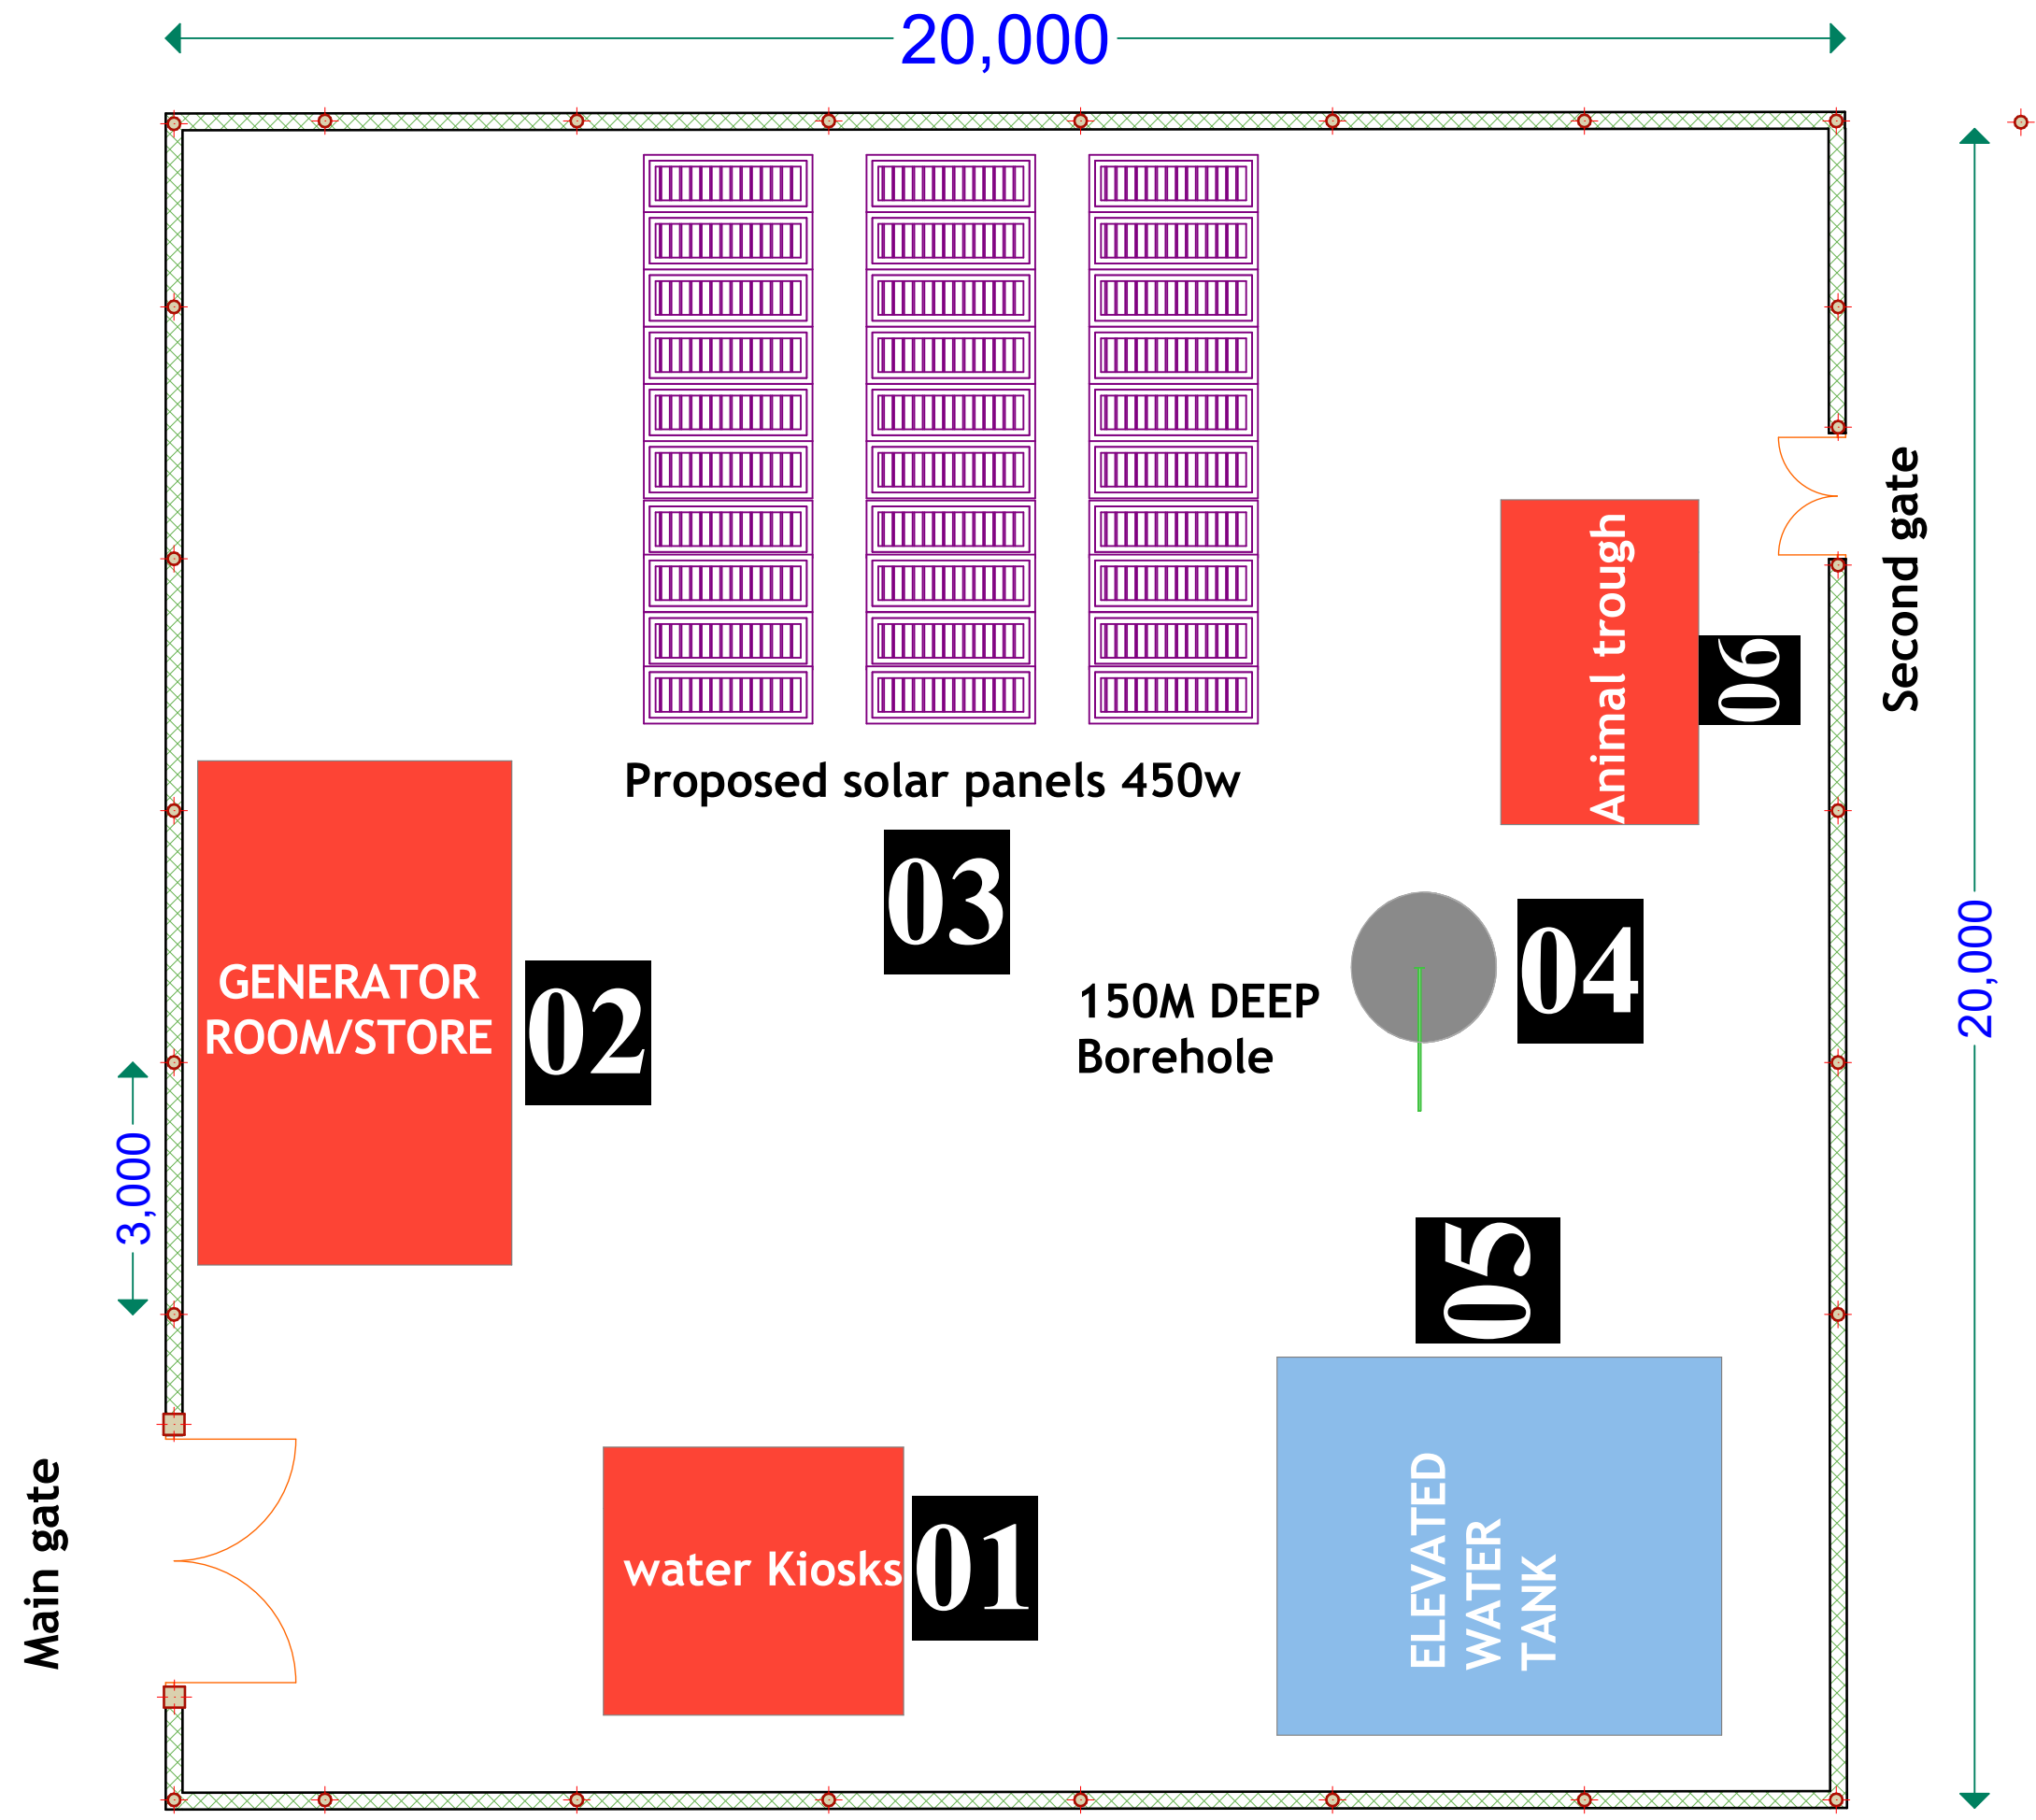 20,000
Second gate
Animal trough
06
Proposed solar panels 450w
03
20,000
04
GENERATOR
ROOM/STORE
02
150M DEEP
Borehole
3,000
05
Main gate
water Kiosks
01
ELEVATED
WATER
TANK